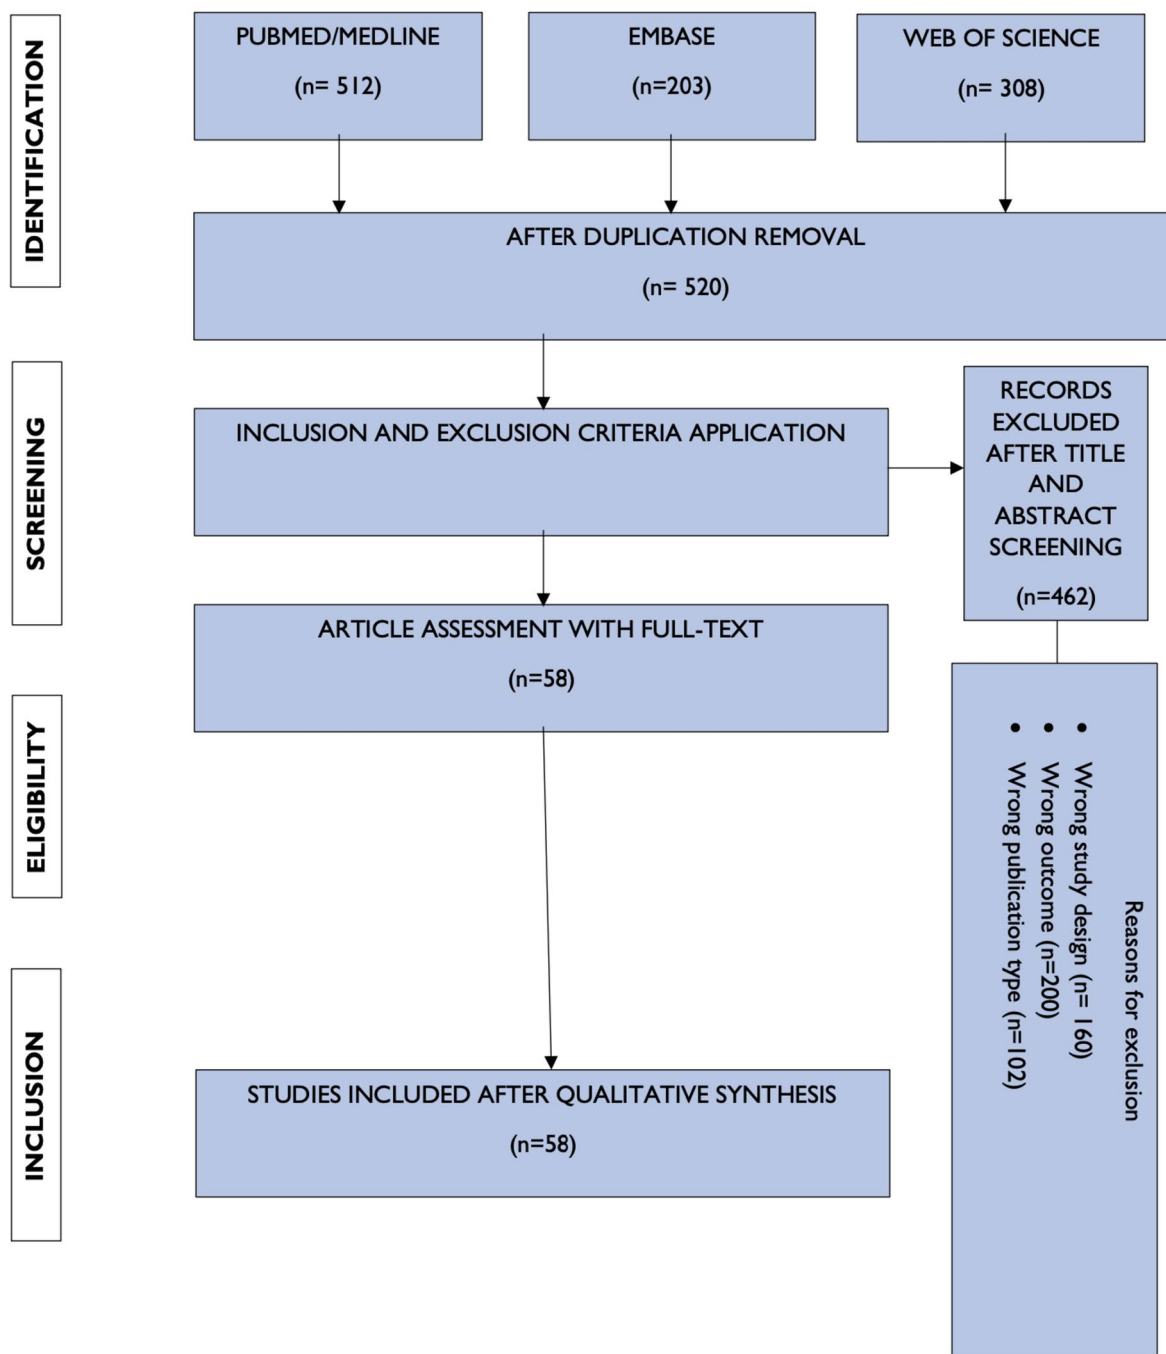 IDENTIFICATION
PUBMED/MEDLINE
(n= 512)
EMBASE
(n=203)
WEB OF SCIENCE
(n= 308)
AFTER DUPLICATION REMOVAL
(n= 520)
SCREENING
INCLUSION AND EXCLUSION CRITERIA APPLICATION
RECORDS
EXCLUDED
AFTER TITLE
AND
ABSTRACT
SCREENING
(n=462)
ARTICLE ASSESSMENT WITH FULL-TEXT
(n=58)
ELIGIBILITY
Reasons for exclusion
• Wrong study design (n= 160)
• Wrong outcome (n=200)
• Wrong publication type (n=102)
INCLUSION
STUDIES INCLUDED AFTER QUALITATIVE SYNTHESIS
(n=58)